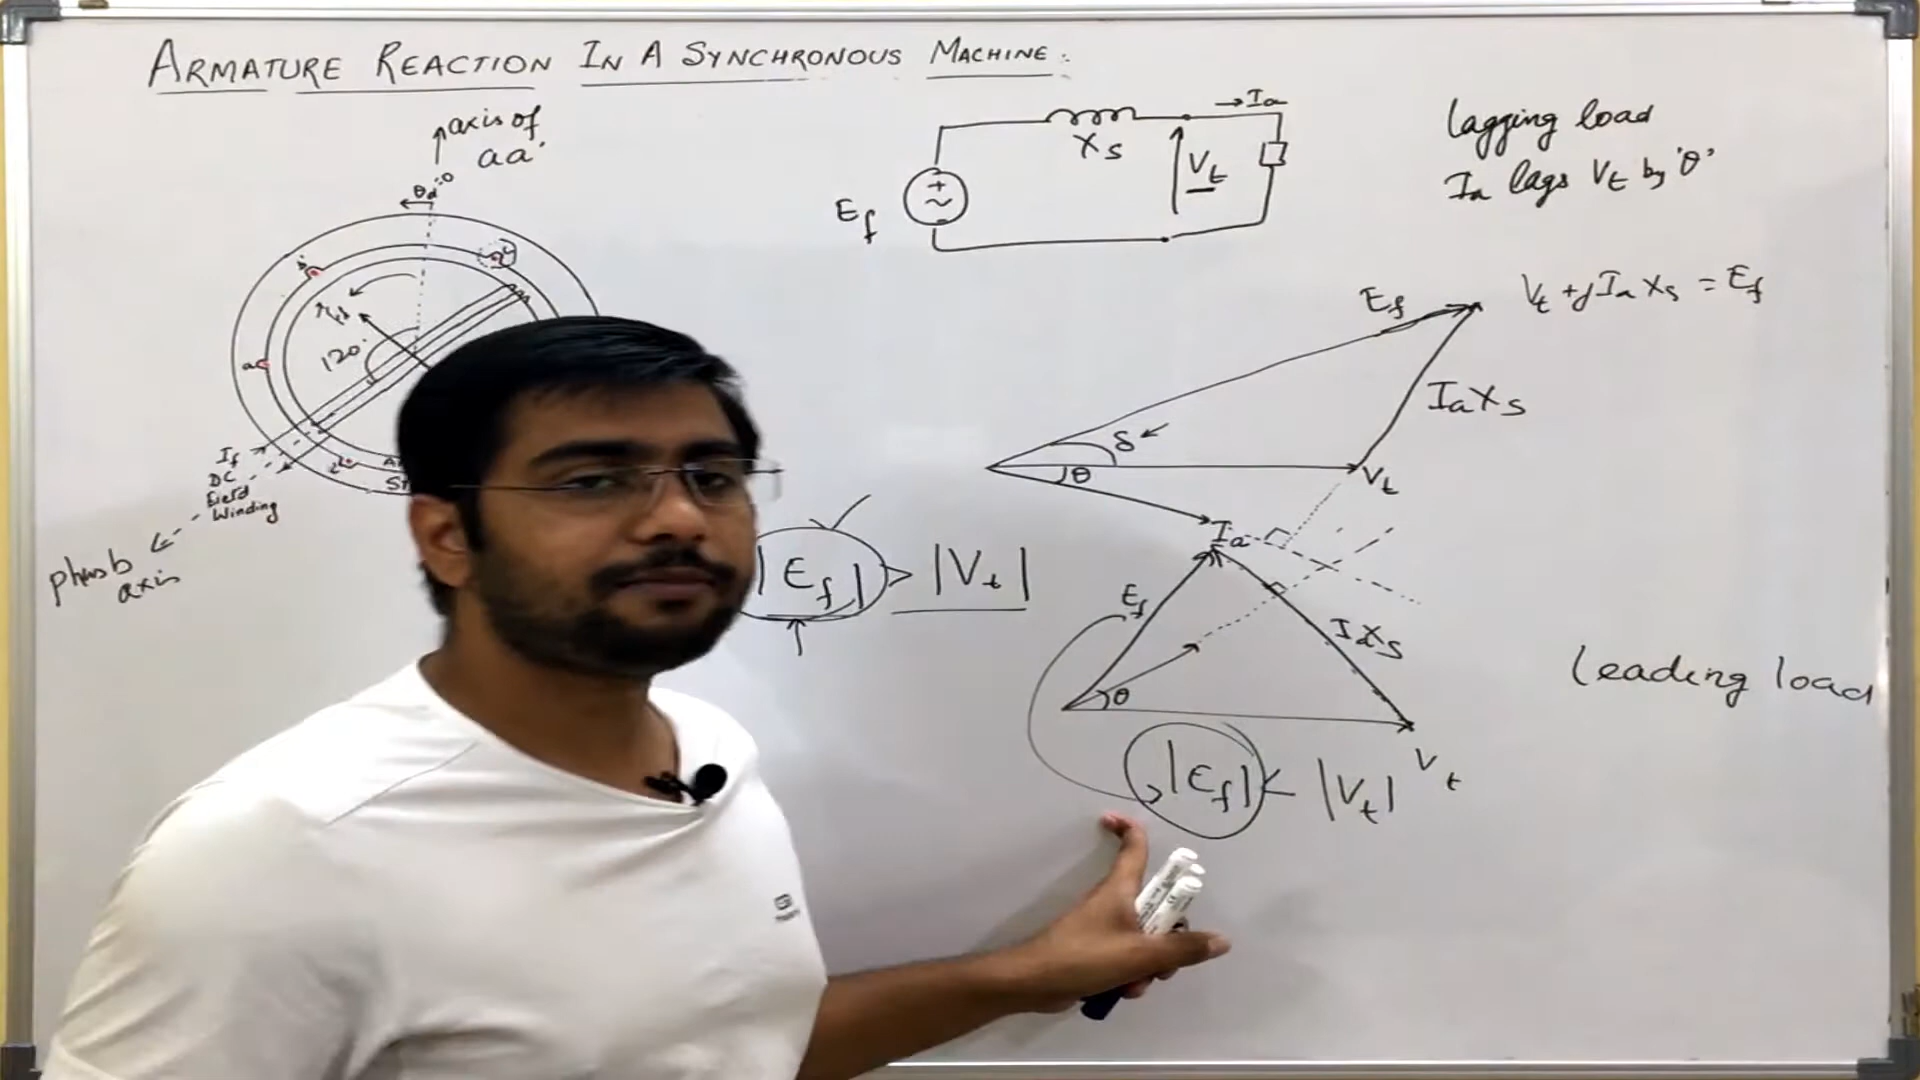 ARMATURE REACTION IN A SYNCHRONOUS MACHINE:
axis of
aa'
θd=0
b'
c'
a
120°
If
DC
Field
Winding
phase b
axis
Ef
Xs
→Ia
Vt
lagging load
Ia lags Vt by 'θ'
Ef
Vt + jIaXs = Ef
IaXs
δ
θ
Vt
Ia
|Ef| > |Vt|
Ef
IaXs
θ
Vt
|Ef| < |Vt|
Leading load